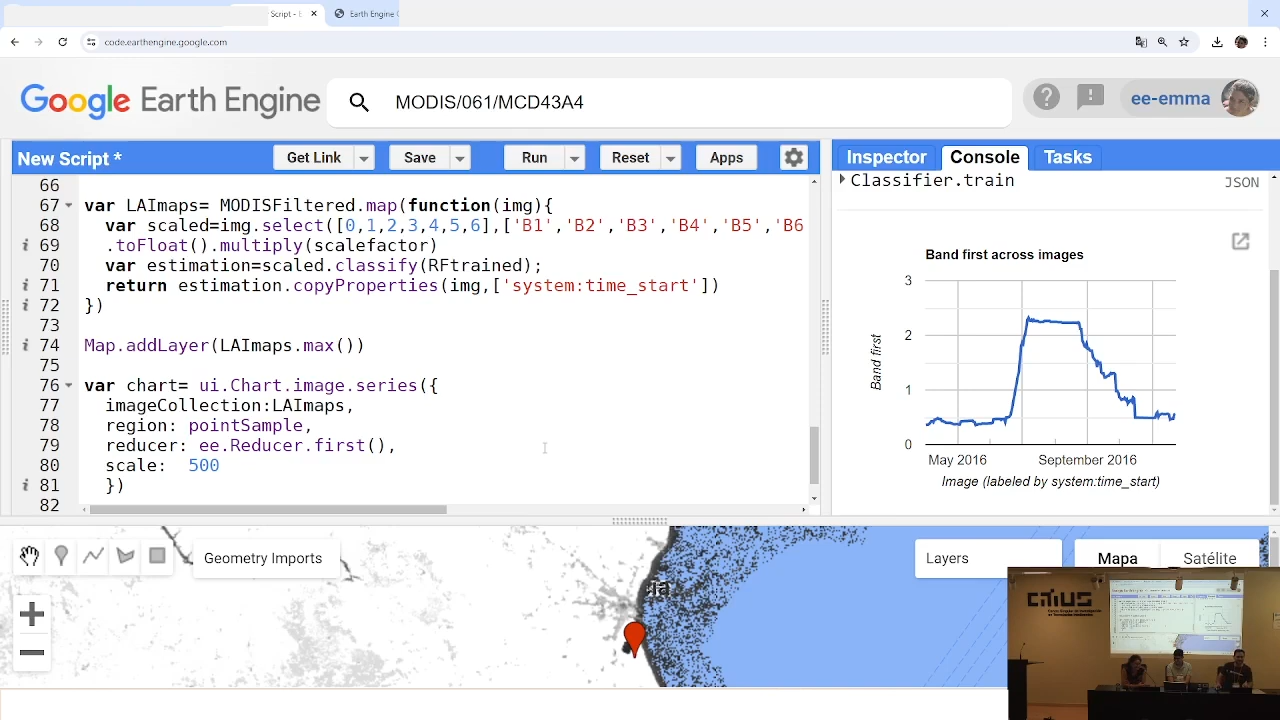 Script - E
Earth Engine C
code.earthengine.google.com
Google Earth Engine
MODIS/061/MCD43A4
ee-emma
New Script *
Get Link
Save
Run
Reset
Apps
Inspector
Console
Tasks
66
67 var LAImaps= MODISFiltered.map(function(img){
68 var scaled=img.select([0,1,2,3,4,5,6],['B1','B2','B3','B4','B5','B6
69 .toFloat().multiply(scalefactor)
70 var estimation=scaled.classify(RFtrained);
71 return estimation.copyProperties(img,['system:time_start'])
72 })
73
74 Map.addLayer(LAImaps.max())
75
76 var chart= ui.Chart.image.series({
77 imageCollection:LAImaps,
78 region: pointSample,
79 reducer: ee.Reducer.first(),
80 scale: 500
81 })
82
Classifier.train
JSON
Band first across images
3
2
1
0
Band first
May 2016
September 2016
Image (labeled by system:time_start)
Geometry Imports
Layers
Mapa
Satélite
ia
CiTIUS